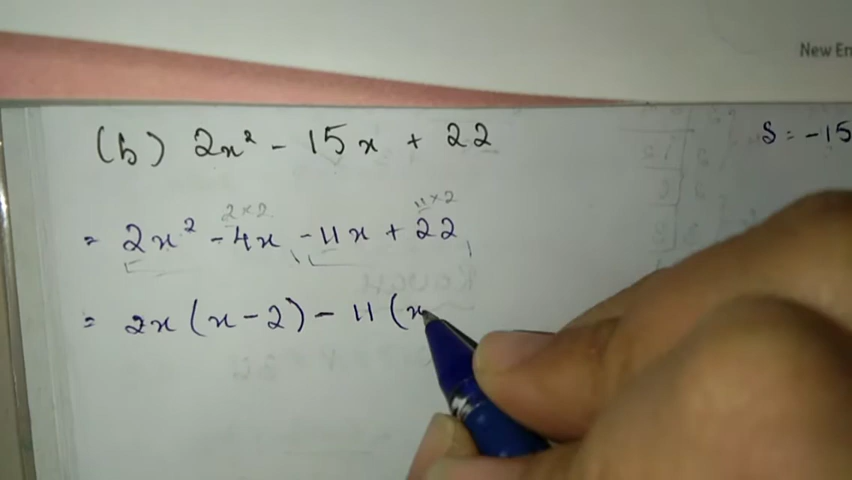 New En
(b) 2x² - 15x + 22
S = -15
2×2 11×2
= 2x² - 4x - 11x + 22
= 2x (x - 2) - 11 (x